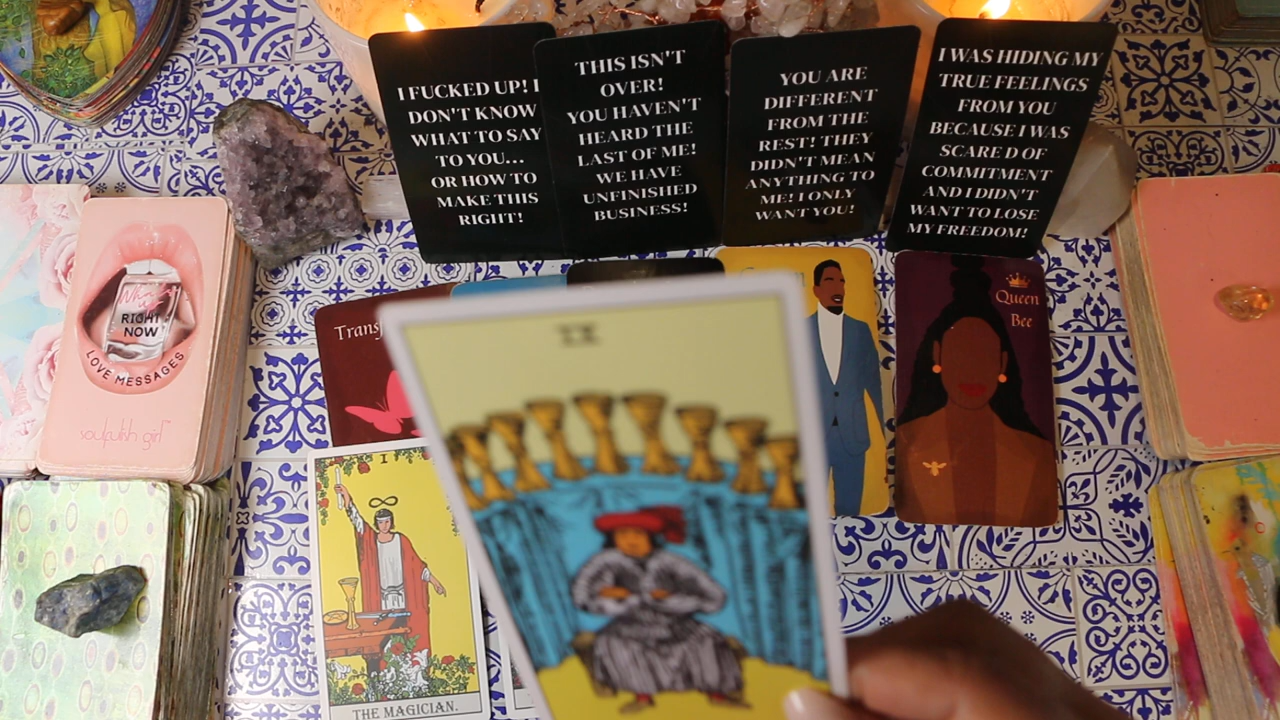 I FUCKED UP! I
DON'T KNOW
WHAT TO SAY
TO YOU...
OR HOW TO
MAKE THIS
RIGHT!
THIS ISN'T
OVER!
YOU HAVEN'T
HEARD THE
LAST OF ME!
WE HAVE
UNFINISHED
BUSINESS!
YOU ARE
DIFFERENT
FROM THE
REST! THEY
DIDN'T MEAN
ANYTHING TO
ME! I ONLY
WANT YOU!
I WAS HIDING MY
TRUE FEELINGS
FROM YOU
BECAUSE I WAS
SCARE D OF
COMMITMENT
AND I DIDN'T
WANT TO LOSE
MY FREEDOM!
RIGHT
NOW
LOVE MESSAGES
soulpulish girl
Queen
Bee
I
THE MAGICIAN.